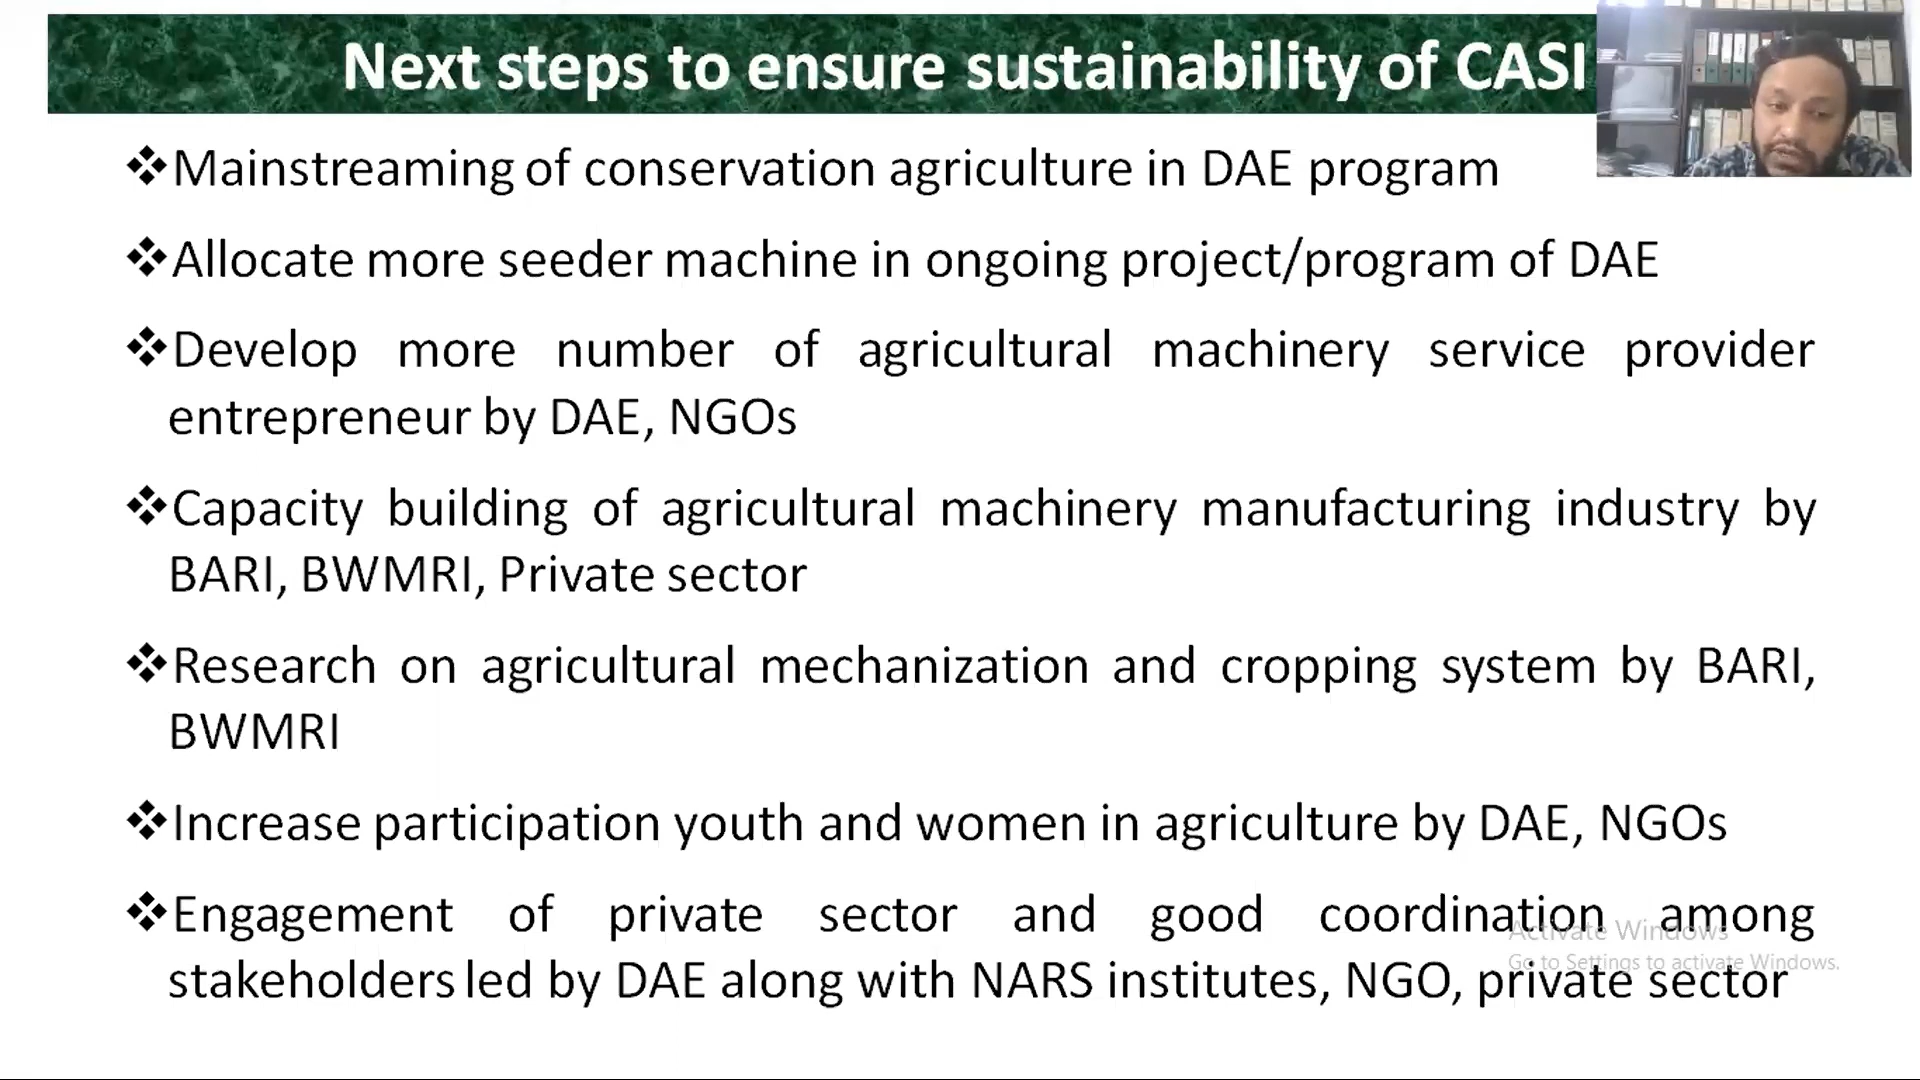 Next steps to ensure sustainability of CASI
❖Mainstreaming of conservation agriculture in DAE program
❖Allocate more seeder machine in ongoing project/program of DAE
❖Develop more number of agricultural machinery service provider
entrepreneur by DAE, NGOs
❖Capacity building of agricultural machinery manufacturing industry by
BARI, BWMRI, Private sector
❖Research on agricultural mechanization and cropping system by BARI,
BWMRI
❖Increase participation youth and women in agriculture by DAE, NGOs
❖Engagement of private sector and good coordination among
stakeholders led by DAE along with NARS institutes, NGO, private sector
Activate Windows
Go to Settings to activate Windows.